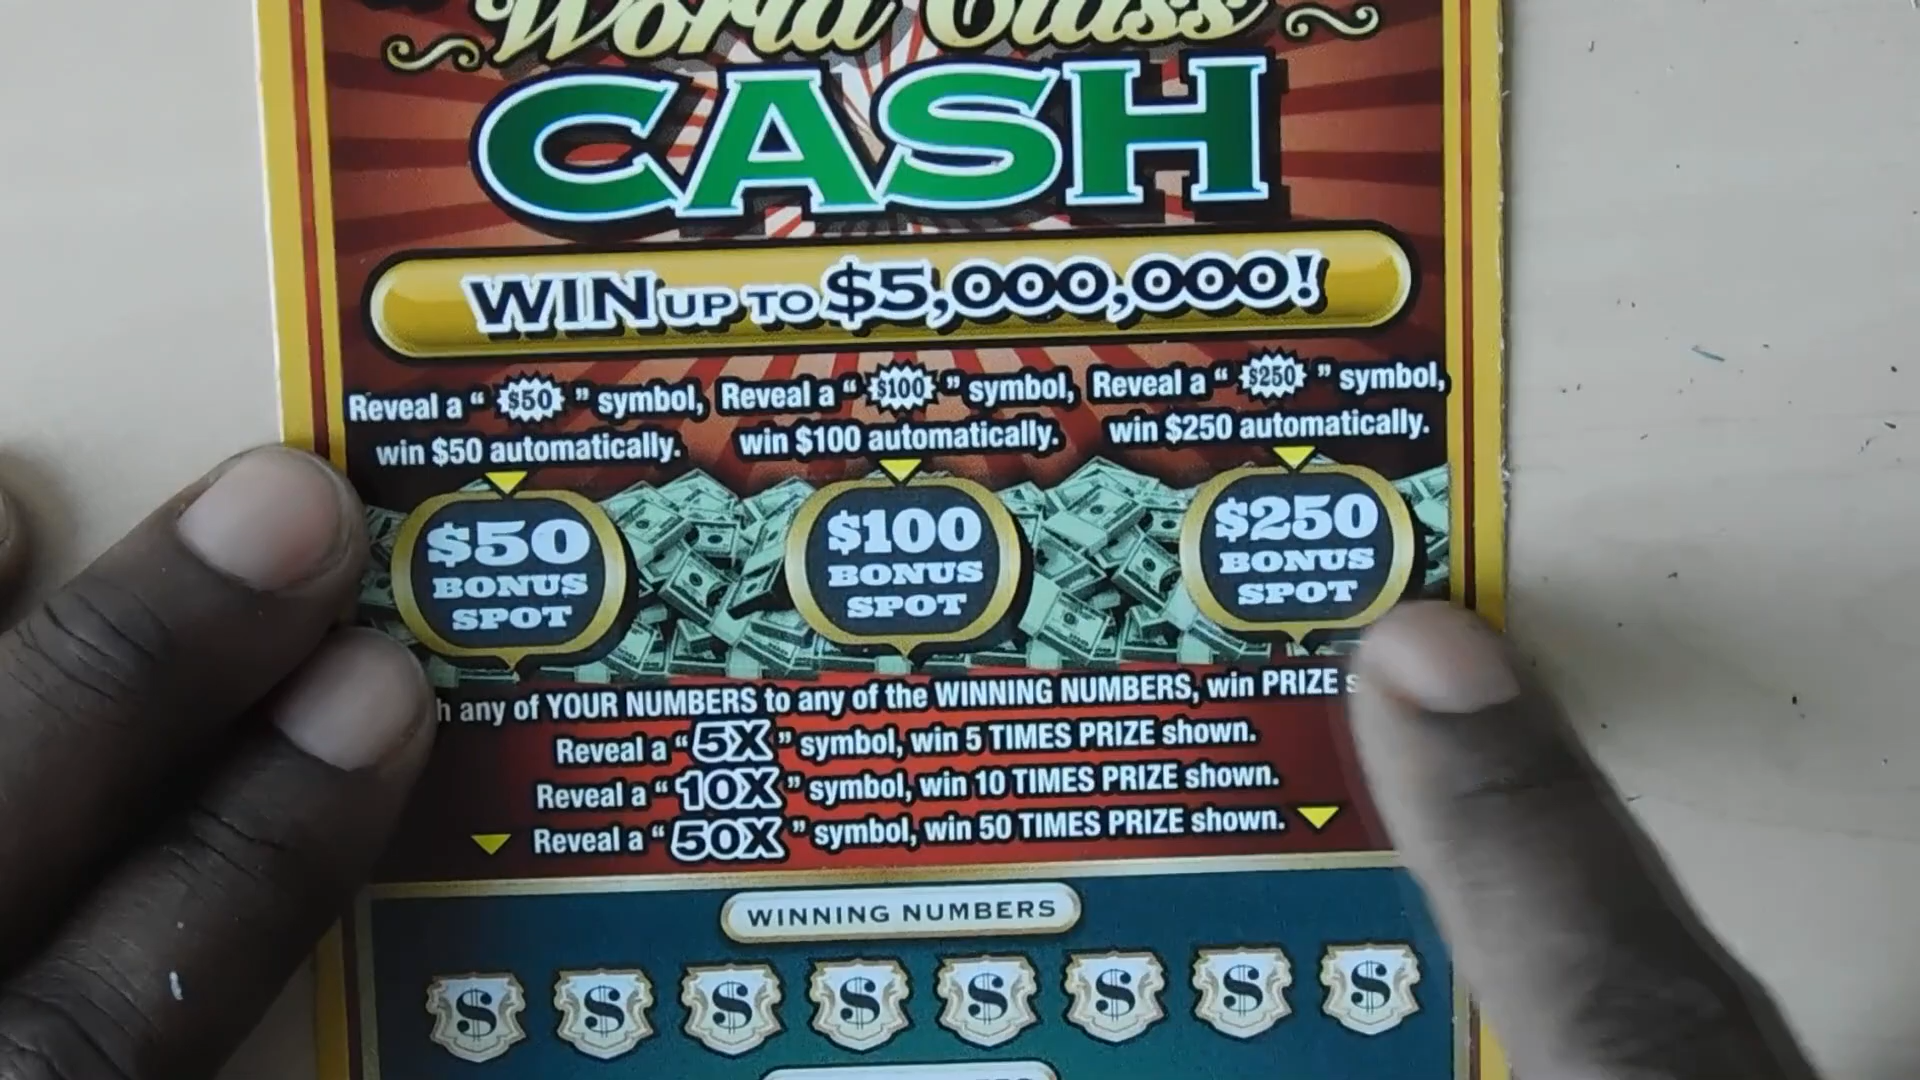 World Class
CASH
WIN UP TO $5,000,000!
Reveal a “ $50 ” symbol,
win $50 automatically.
Reveal a “ $100 ” symbol,
win $100 automatically.
Reveal a “ $250 ” symbol,
win $250 automatically.
$50
BONUS
SPOT
$100
BONUS
SPOT
$250
BONUS
SPOT
any of YOUR NUMBERS to any of the WINNING NUMBERS, win PRIZE
Reveal a “ 5X ” symbol, win 5 TIMES PRIZE shown.
Reveal a “ 10X ” symbol, win 10 TIMES PRIZE shown.
Reveal a “ 50X ” symbol, win 50 TIMES PRIZE shown.
WINNING NUMBERS
$ $ $ $ $ $ $ $